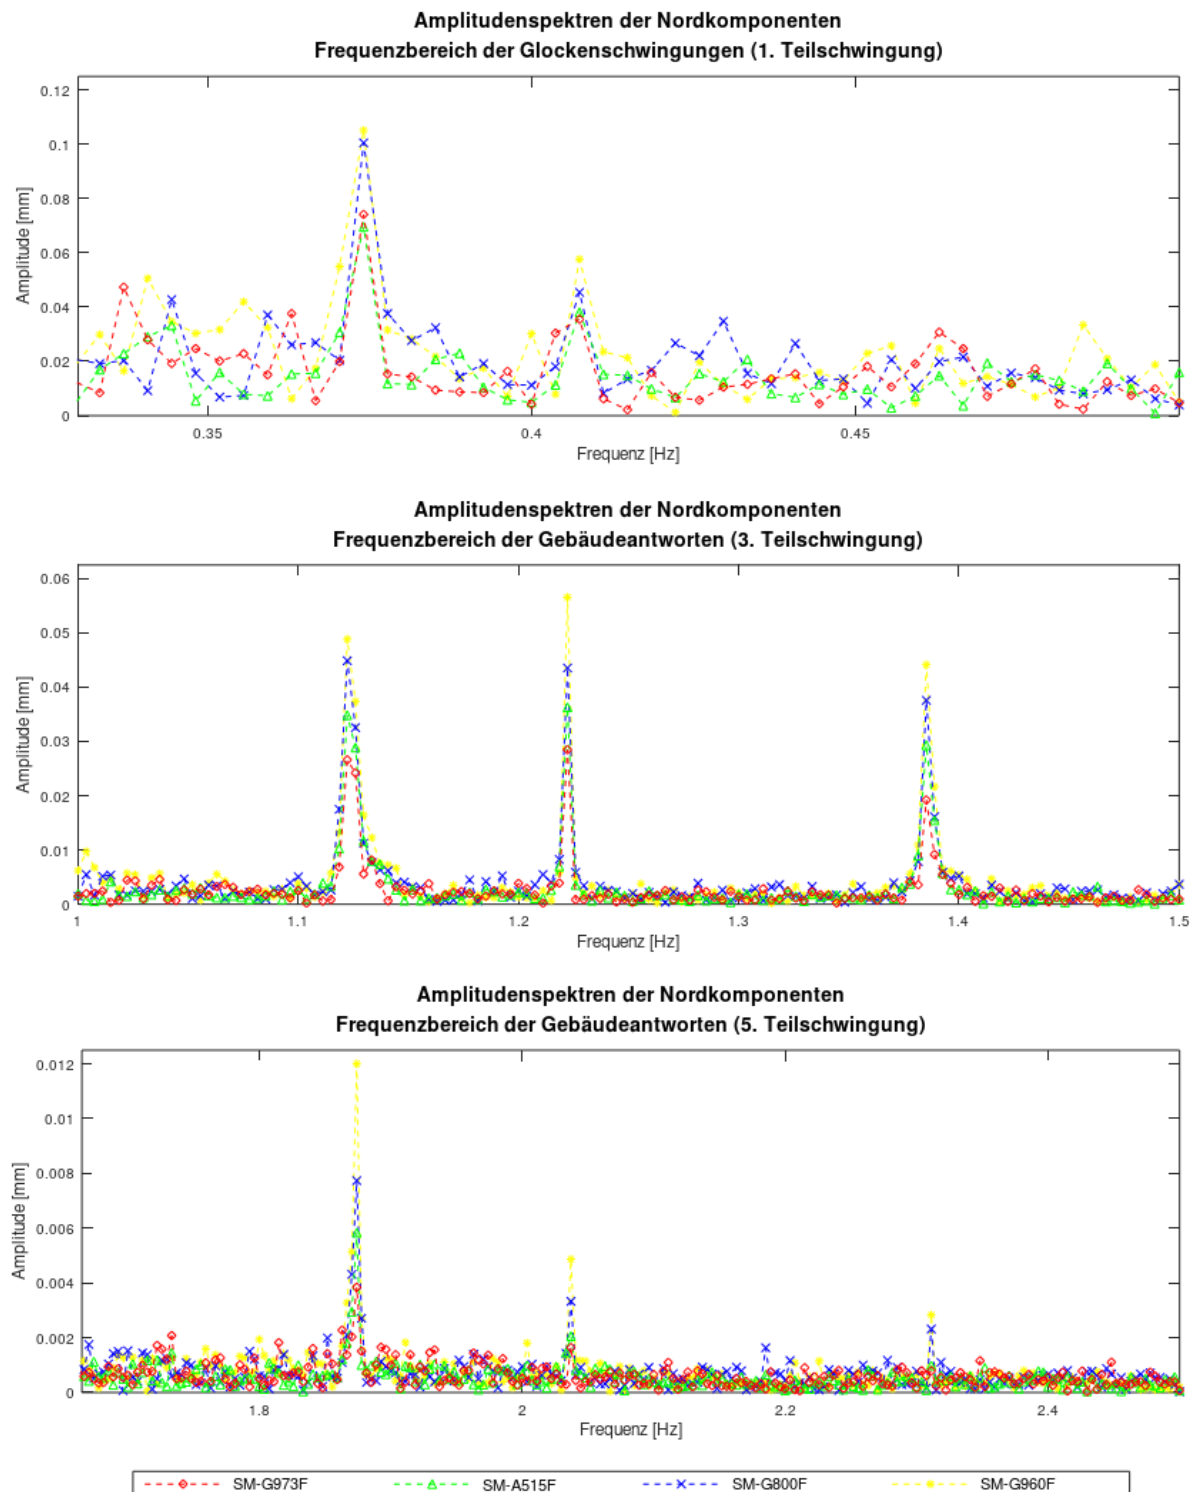 Amplitudenspektren der Nordkomponenten
Frequenzbereich der Glockenschwingungen (1. Teilschwingung)
0.12
0.1
0.08
0.06
0.04
0.02
0
Amplitude [mm]
0.35 0.4 0.45
Frequenz [Hz]
Amplitudenspektren der Nordkomponenten
Frequenzbereich der Gebäudeantworten (3. Teilschwingung)
0.06
0.05
0.04
0.03
0.02
0.01
0
Amplitude [mm]
1 1.1 1.2 1.3 1.4 1.5
Frequenz [Hz]
Amplitudenspektren der Nordkomponenten
Frequenzbereich der Gebäudeantworten (5. Teilschwingung)
0.012
0.01
0.008
0.006
0.004
0.002
0
Amplitude [mm]
1.8 2 2.2 2.4
Frequenz [Hz]
SM-G973F SM-A515F SM-G800F SM-G960F